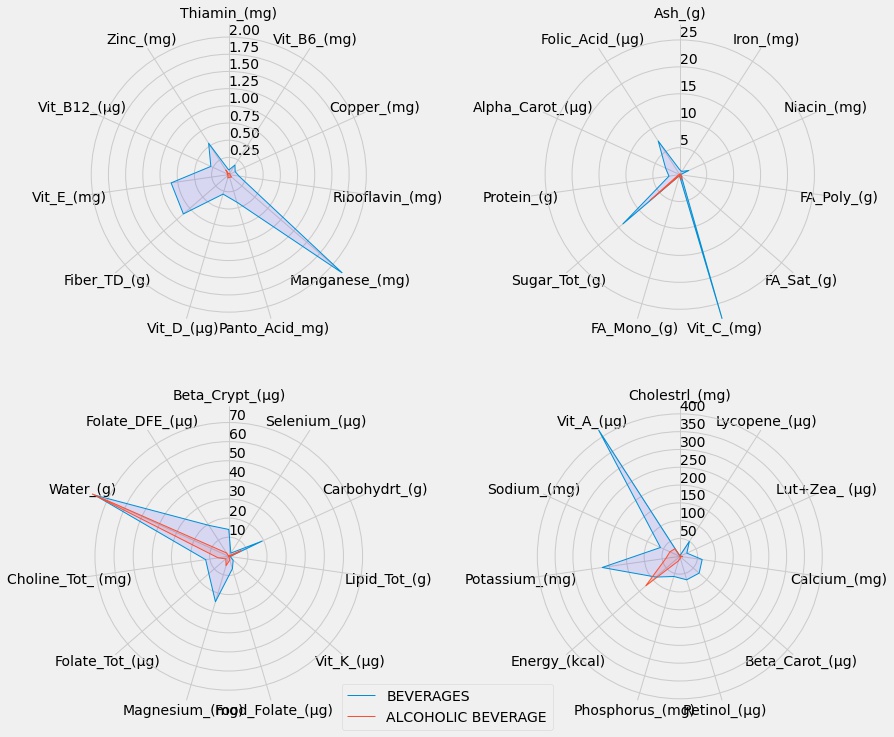 Thiamin_(mg)
Vit_B6_(mg)
Copper_(mg)
Riboflavin_(mg)
Manganese_(mg)
Panto_Acid_mg)
Vit_D_(µg)
Fiber_TD_(g)
Vit_E_(mg)
Vit_B12_(µg)
Zinc_(mg)
2.00
1.75
1.50
1.25
1.00
0.75
0.50
0.25
Ash_(g)
Iron_(mg)
Niacin_(mg)
FA_Poly_(g)
FA_Sat_(g)
Vit_C_(mg)
FA_Mono_(g)
Sugar_Tot_(g)
Protein_(g)
Alpha_Carot_(µg)
Folic_Acid_(µg)
25
20
15
10
5
Beta_Crypt_(µg)
Selenium_(µg)
Carbohydrt_(g)
Lipid_Tot_(g)
Vit_K_(µg)
Food_Folate_(µg)
Magnesium_(mg)
Folate_Tot_(µg)
Choline_Tot_ (mg)
Water_(g)
Folate_DFE_(µg)
70
60
50
40
30
20
10
Cholestrl_(mg)
Lycopene_(µg)
Lut+Zea_ (µg)
Calcium_(mg)
Beta_Carot_(µg)
Retinol_(µg)
Phosphorus_(mg)
Energy_(kcal)
Potassium_(mg)
Sodium_(mg)
Vit_A_(µg)
400
350
300
250
200
150
100
50
BEVERAGES
ALCOHOLIC BEVERAGE